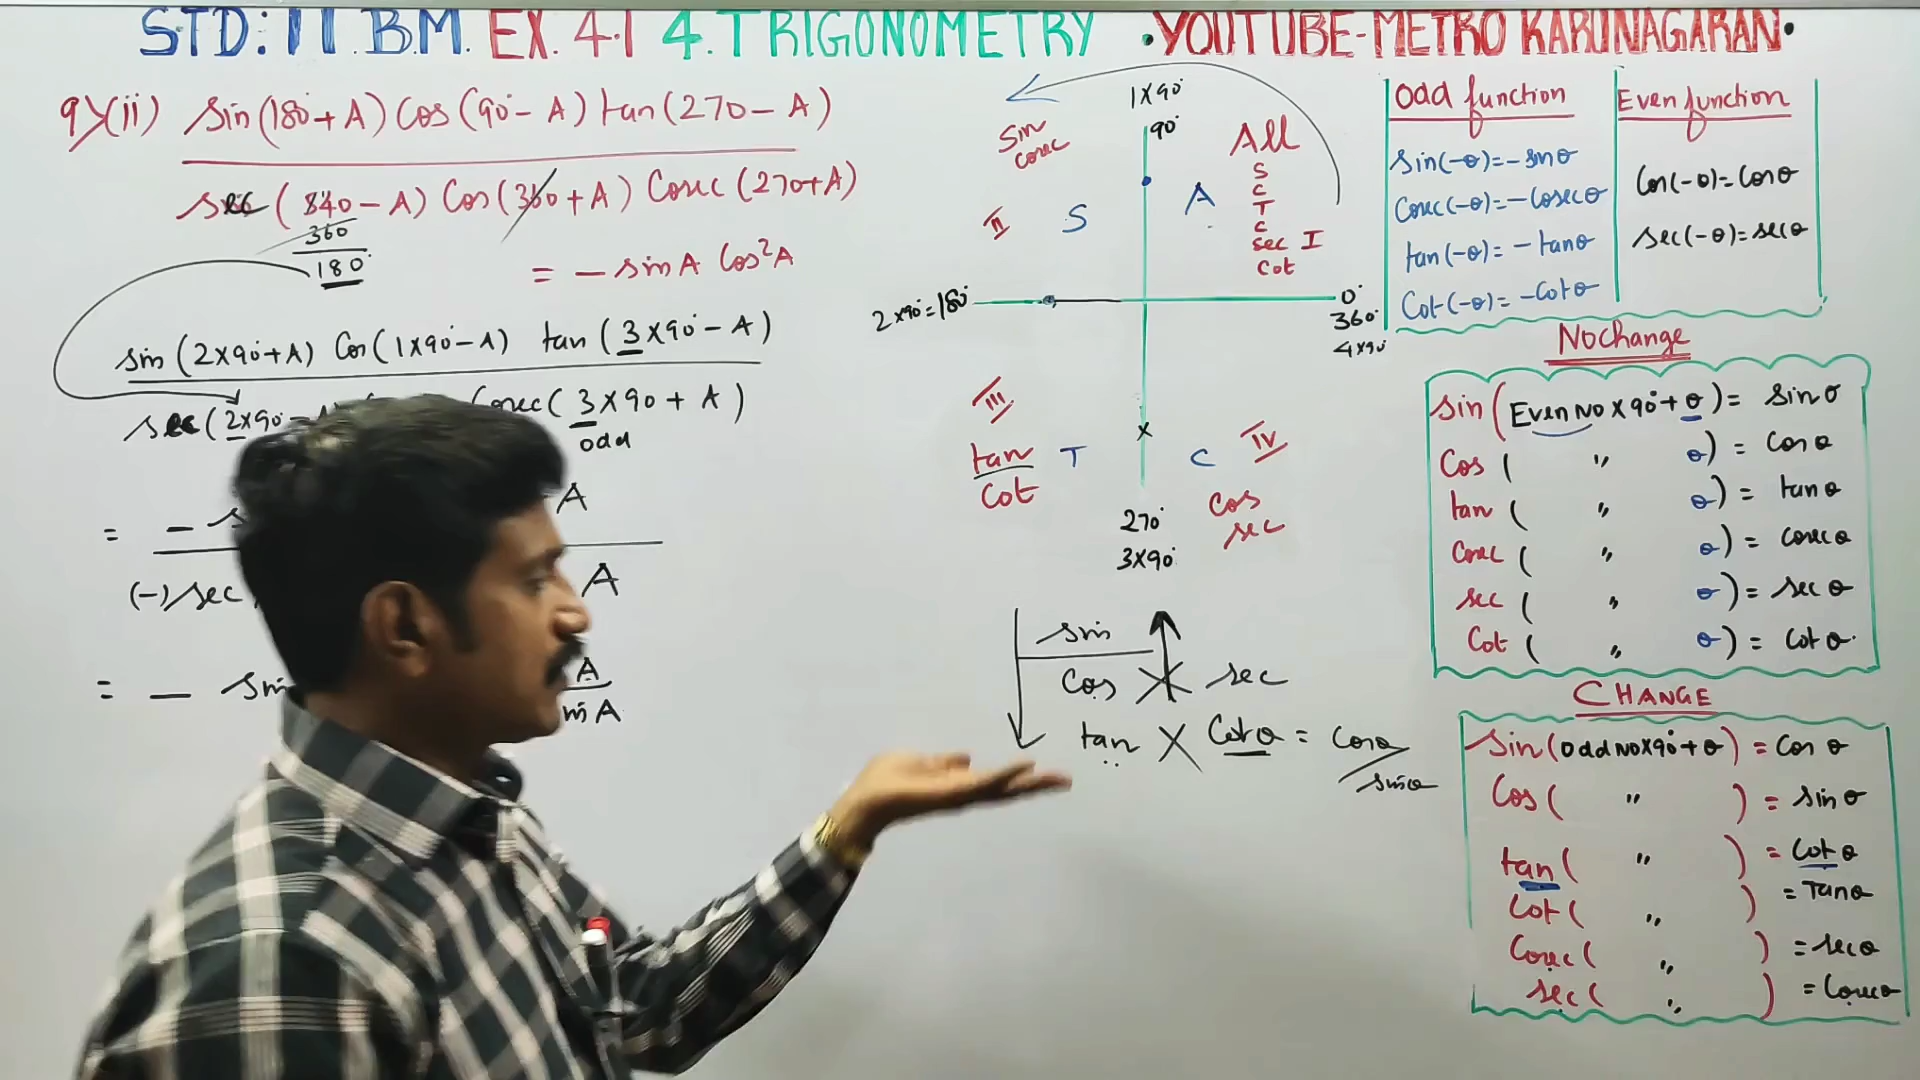 STD: 11. B.M. EX. 4.1 4. TRIGONOMETRY • YOUTUBE-METRO KARUNAGARAN •
9)(ii) sin(180+A) Cos(90°-A) tan(270-A)
sec(840-A) Cos(360+A) Cosec(270+A)
360
180°
= - sinA Cos²A
sin(2×90°+A) Cos(1×90°-A) tan(3×90°-A)
sec(2×90° Cosec(3×90+A)
odd
= - A
(-) sec A
= - sin A
A
1×90°
90°
Sin
cosec
All
S
C
T
C
sec I
Cot
II S A
2×90°=180°
0°
360°
4×90°
III
tan
Cot
T C IV
Cos
sec
270°
3×90°
sin
Cos sec
tan Cotθ = Cosθ
sinθ
Odd function
sin(-θ)=-sinθ
Cosec(-θ)=-Cosecθ
tan(-θ)=-tanθ
Cot(-θ)=-Cotθ
Even function
Cos(-θ)=Cosθ
sec(-θ)=secθ
No Change
sin(Even No×90°+θ)= sinθ
Cos( " θ) = Cosθ
tan( " θ) = tanθ
Cosec( " θ) = Cosecθ
sec( " θ) = secθ
Cot( " θ) = Cotθ.
CHANGE
sin(Odd No×90°+θ) = Cosθ
Cos( " ) = sinθ
tan( " ) = Cotθ
Cot( " ) = Tanθ
Cosec( " ) = secθ
sec( " ) = Cosecθ